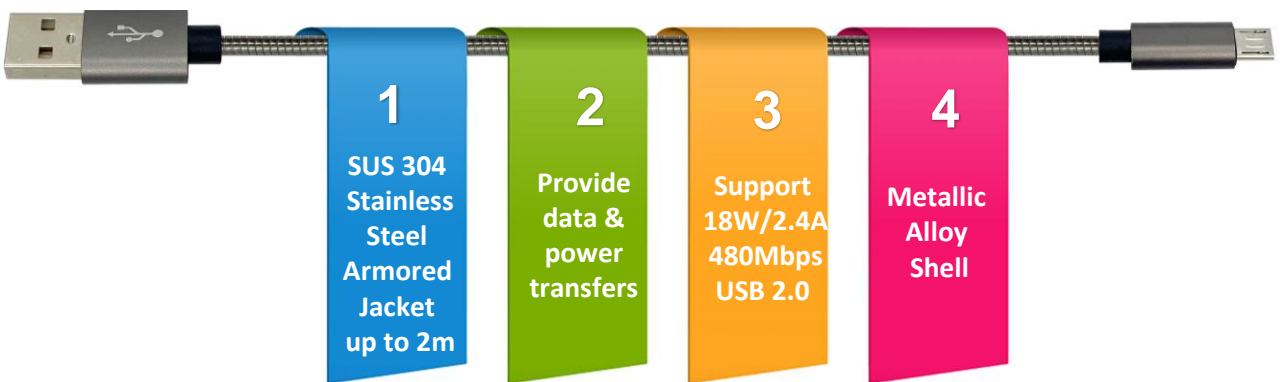 1
SUS 304
Stainless
Steel
Armored
Jacket
up to 2m
2
Provide
data &
power
transfers
3
Support
18W/2.4A
480Mbps
USB 2.0
4
Metallic
Alloy
Shell